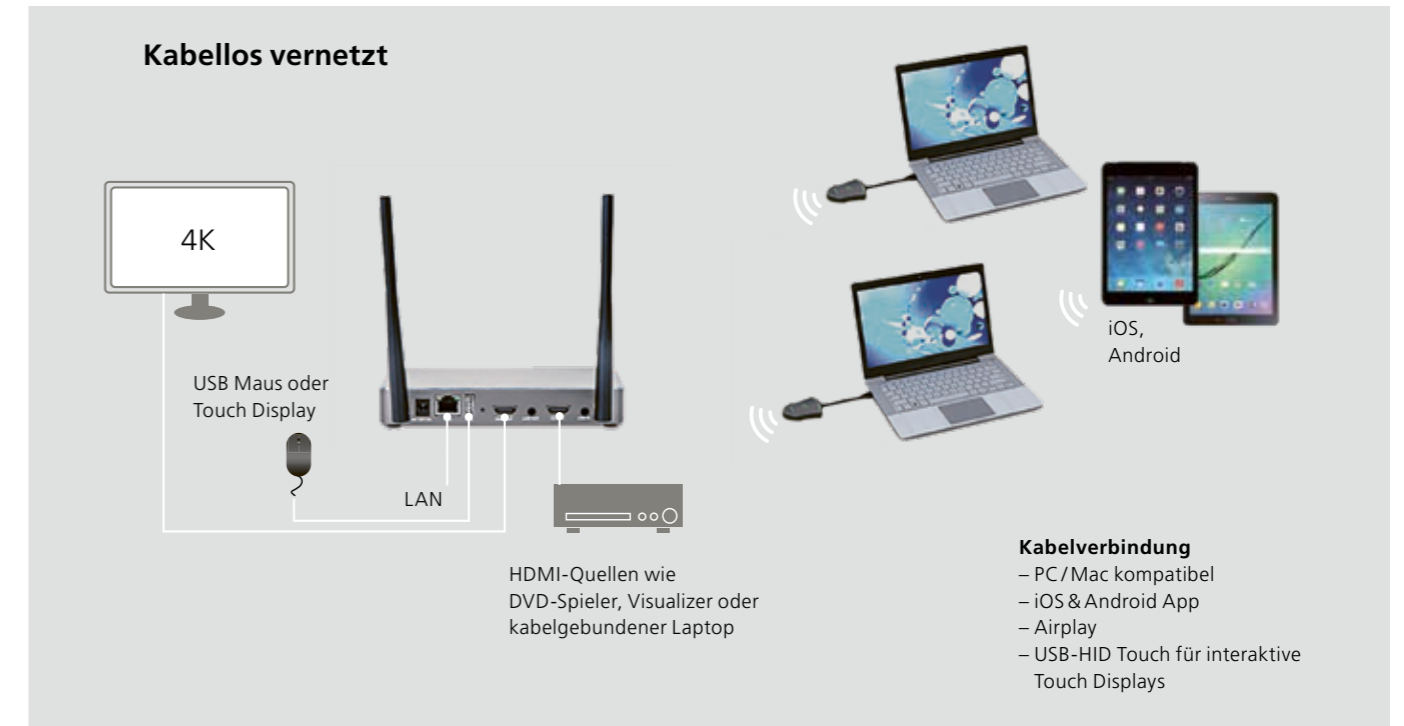 Kabellos vernetzt
4K
USB Maus oder
Touch Display
LAN
HDMI-Quellen wie
DVD-Spieler, Visualizer oder
kabelgebundener Laptop
iOS,
Android
Kabelverbindung
– PC/Mac kompatibel
– iOS & Android App
– Airplay
– USB-HID Touch für interaktive
Touch Displays